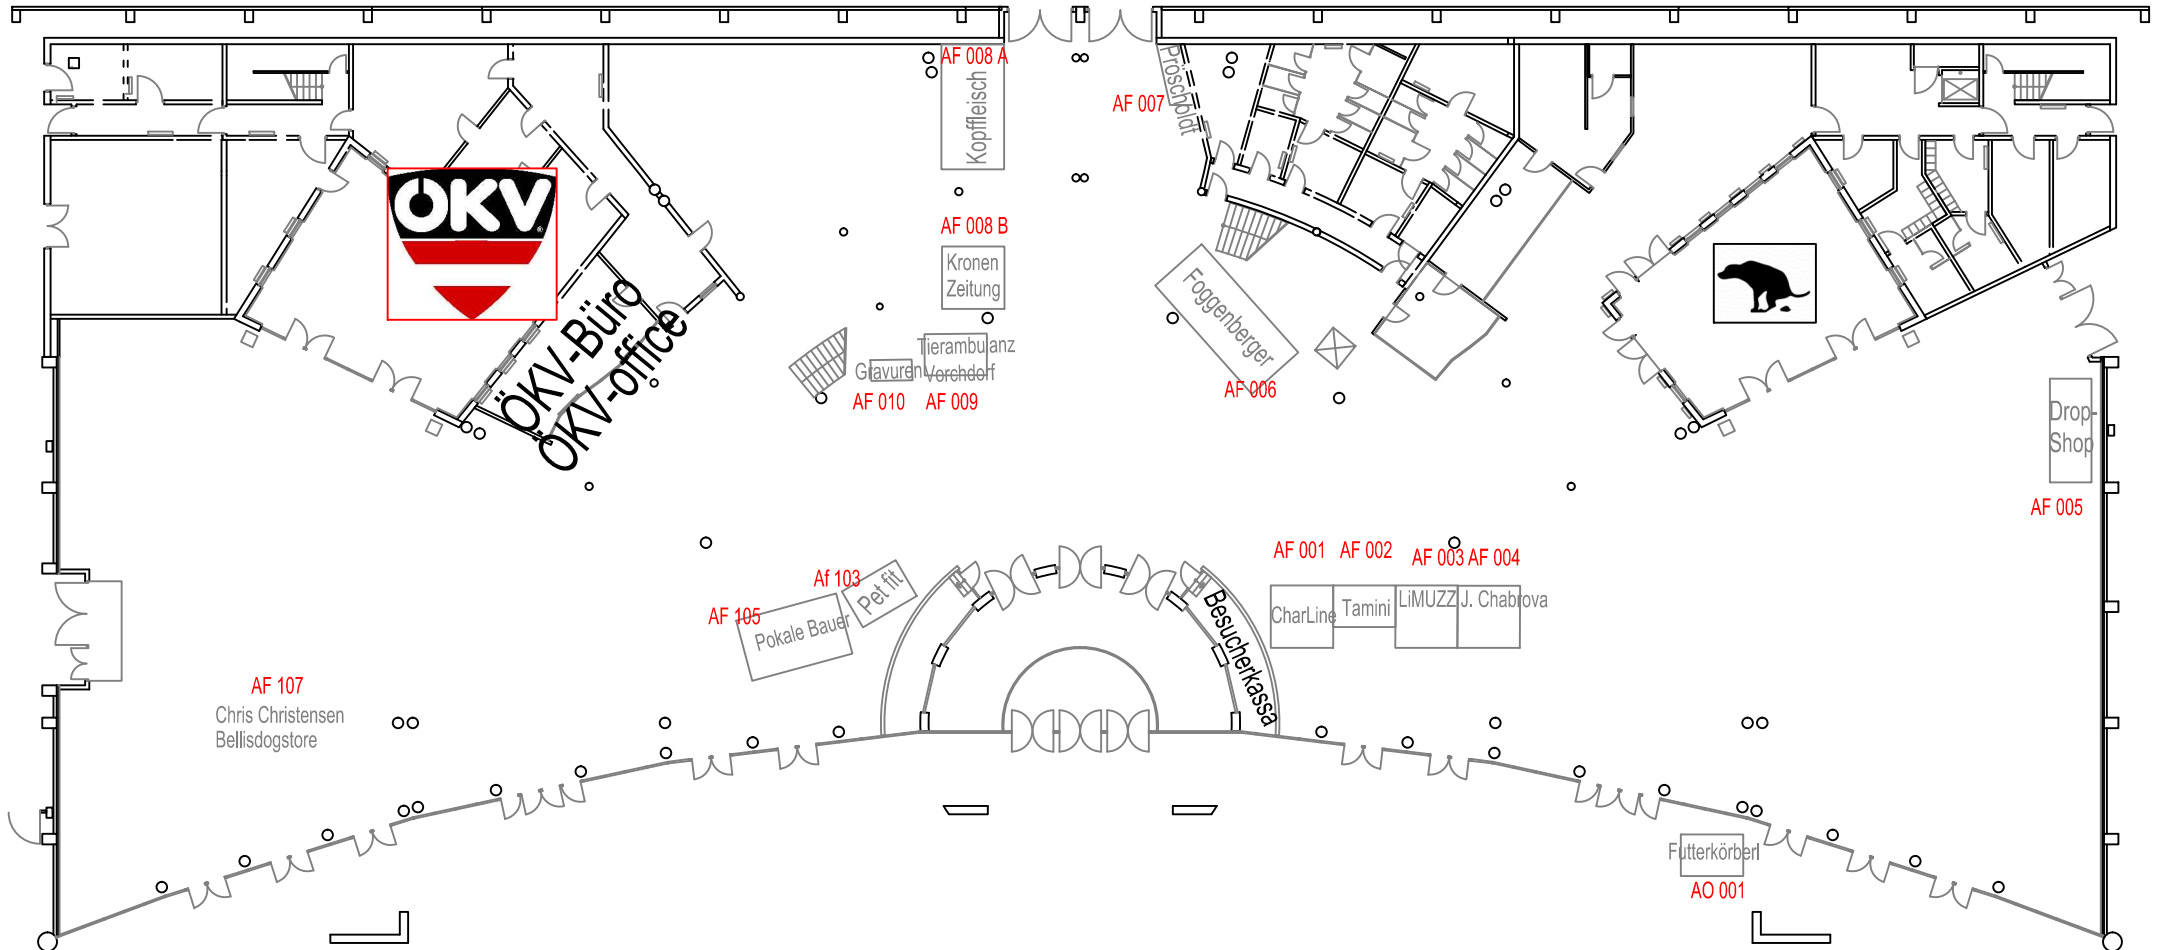 AF 008 A
Kopffleisch
AF 007
Pröscholdt
ÖKV
®
AF 008 B
Kronen
Zeitung
Foggenberger
AF 006
ÖKV-Büro
ÖKV-office
Tierambulanz
Vorchdorf
Gravuren
AF 010
AF 009
Drop-
Shop
AF 005
AF 001
AF 002
AF 003
AF 004
CharLine
Tamini
LiMUZZ
J. Chabrova
Af 103
Pet fit
AF 105
Pokale Bauer
Besucherkassa
AF 107
Chris Christensen
Bellisdogstore
Futterkörberl
AO 001